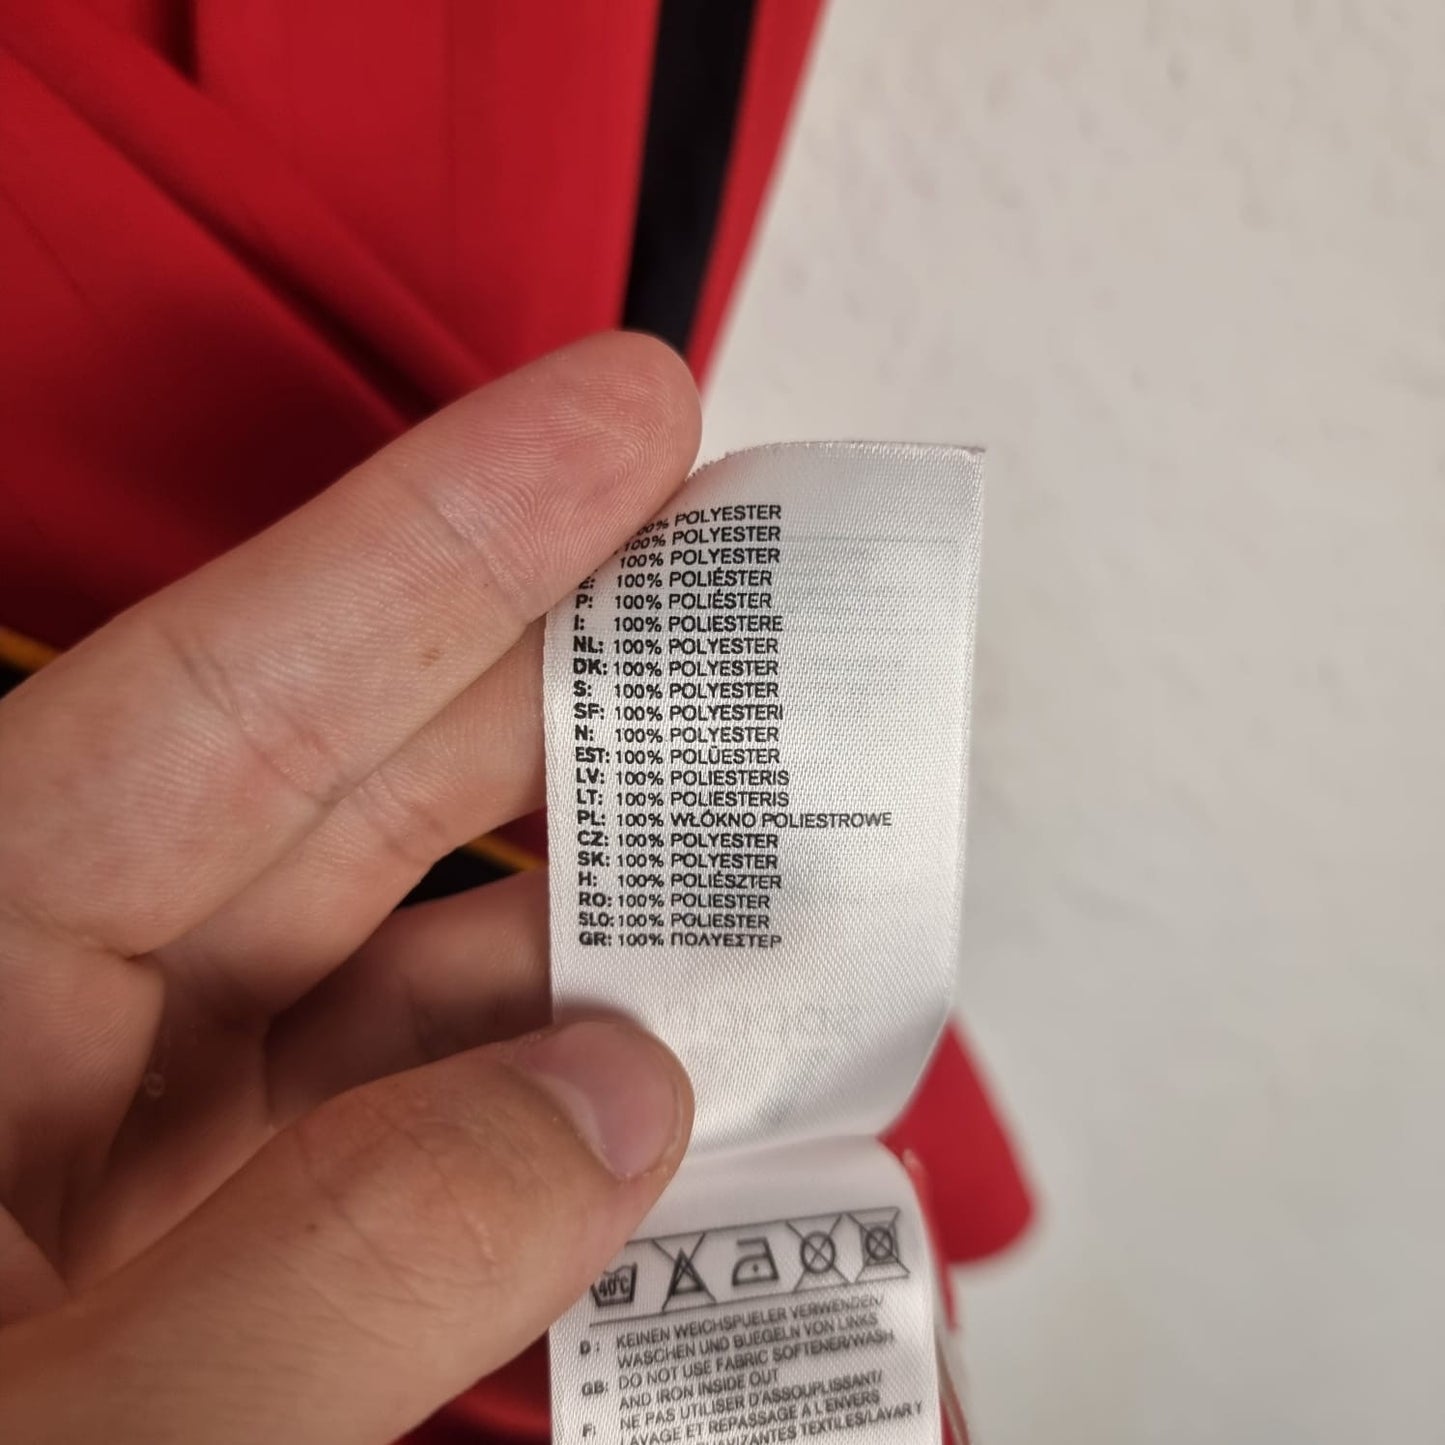 00% POLYESTER
100% POLYESTER
100% POLYESTER
E: 100% POLIÉSTER
P: 100% POLIÉSTER
I: 100% POLIESTERE
NL: 100% POLYESTER
DK: 100% POLYESTER
S: 100% POLYESTER
SF: 100% POLYESTERI
N: 100% POLYESTER
EST: 100% POLÜESTER
LV: 100% POLIESTERIS
LT: 100% POLIESTERIS
PL: 100% WŁÓKNO POLIESTROWE
CZ: 100% POLYESTER
SK: 100% POLYESTER
H: 100% POLIÉSZTER
RO: 100% POLIESTER
SLO: 100% POLIESTER
GR: 100% ΠΟΛΥΕΣΤΕΡ
40°C
D: KEINEN WEICHSPUELER VERWENDEN/
WASCHEN UND BUEGELN VON LINKS
GB: DO NOT USE FABRIC SOFTENER/WASH
AND IRON INSIDE OUT
F: NE PAS UTILISER D'ASSOUPLISSANT/
LAVAGE ET REPASSAGE A L'ENVERS
TEXTILES/LAVAR Y